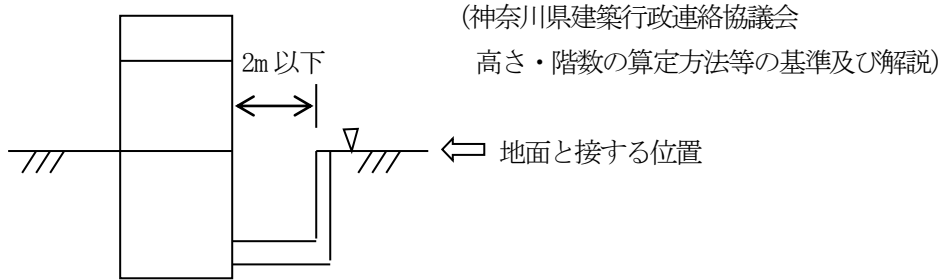 (神奈川県建築行政連絡協議会
高さ・階数の算定方法等の基準及び解説)
2m以下
地面と接する位置